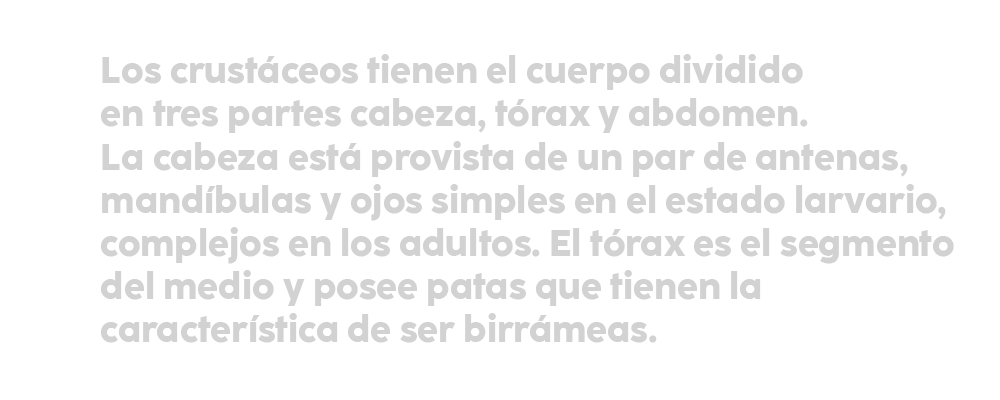 Los crustáceos tienen el cuerpo dividido
en tres partes cabeza, tórax y abdomen.
La cabeza está provista de un par de antenas,
mandíbulas y ojos simples en el estado larvario,
complejos en los adultos. El tórax es el segmento
del medio y posee patas que tienen la
característica de ser birrámeas.